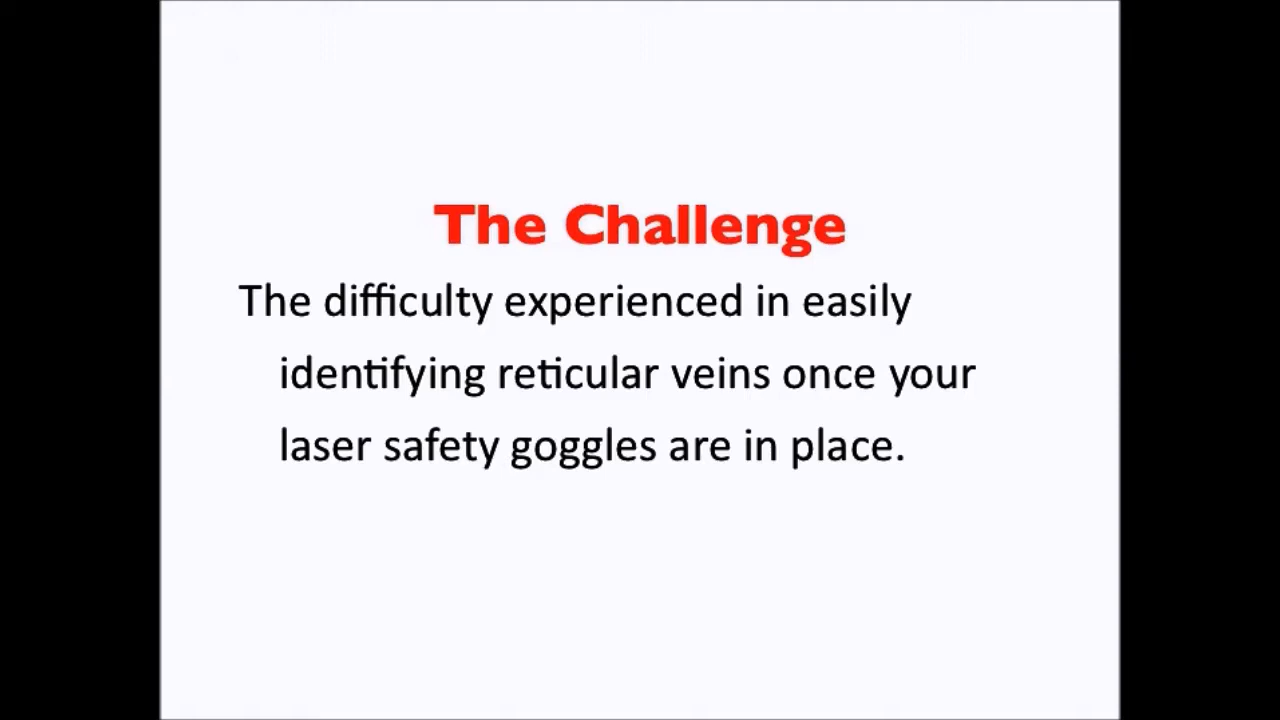 The Challenge
The difficulty experienced in easily
identifying reticular veins once your
laser safety goggles are in place.